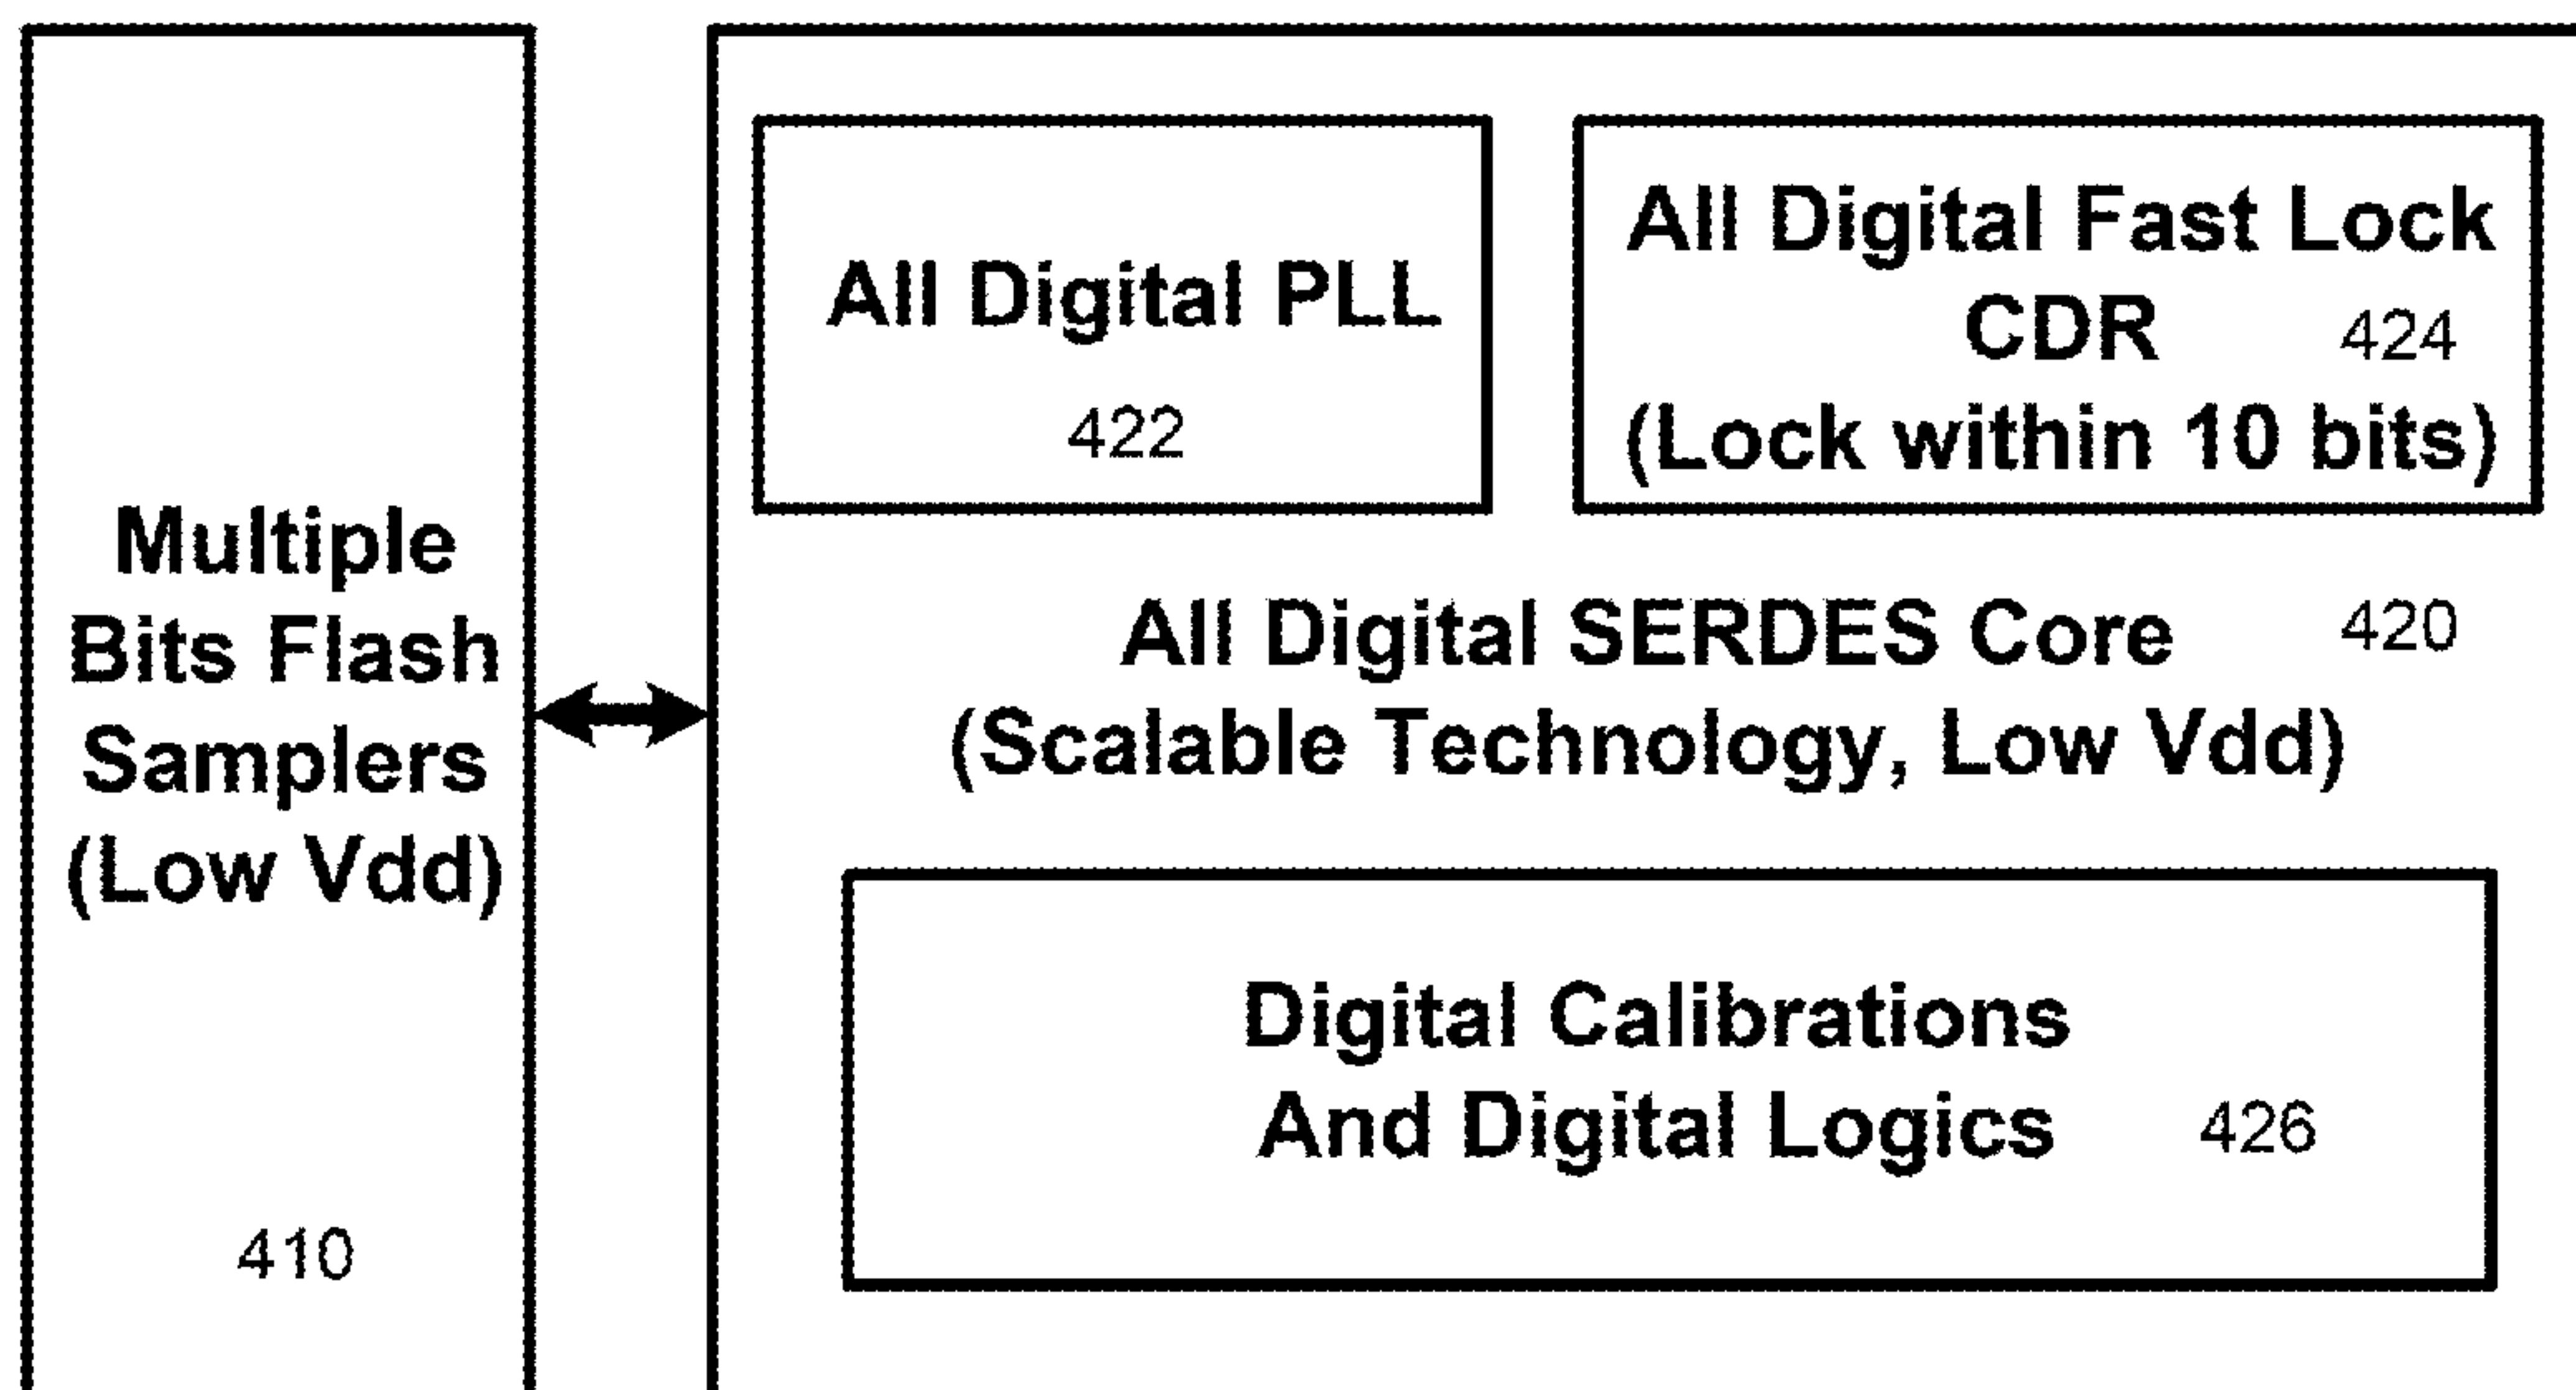 Multiple
Bits Flash
Samplers
(Low Vdd)
410
All Digital PLL
422
All Digital Fast Lock
CDR 424
(Lock within 10 bits)
All Digital SERDES Core 420
(Scalable Technology, Low Vdd)
Digital Calibrations
And Digital Logics 426